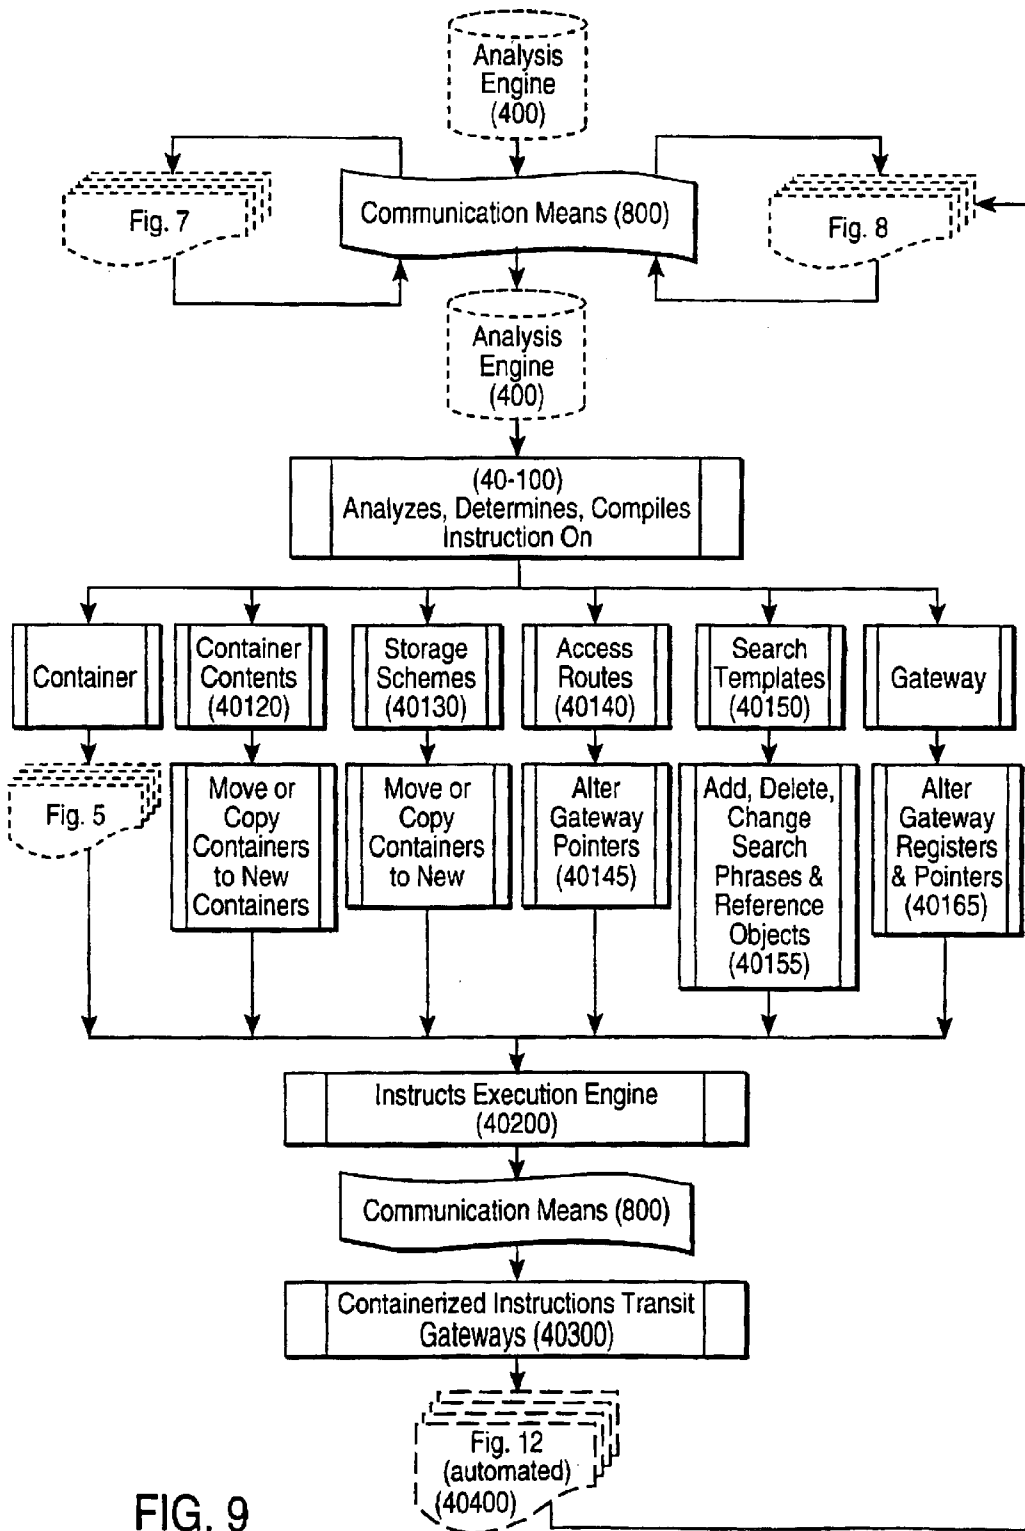 Analysis
Engine
(400)
Fig. 7
Communication Means (800)
Fig. 8
Analysis
Engine
(400)
(40-100)
Analyzes, Determines, Compiles
Instruction On
Container
Container
Contents
(40120)
Storage
Schemes
(40130)
Access
Routes
(40140)
Search
Templates
(40150)
Gateway
Fig. 5
Move or
Copy
Containers
to New
Containers
Move or
Copy
Containers
to New
Alter
Gateway
Pointers
(40145)
Add, Delete,
Change
Search
Phrases &
Reference
Objects
(40155)
Alter
Gateway
Registers
& Pointers
(40165)
Instructs Execution Engine
(40200)
Communication Means (800)
Containerized Instructions Transit
Gateways (40300)
Fig. 12
(automated)
(40400)
FIG. 9